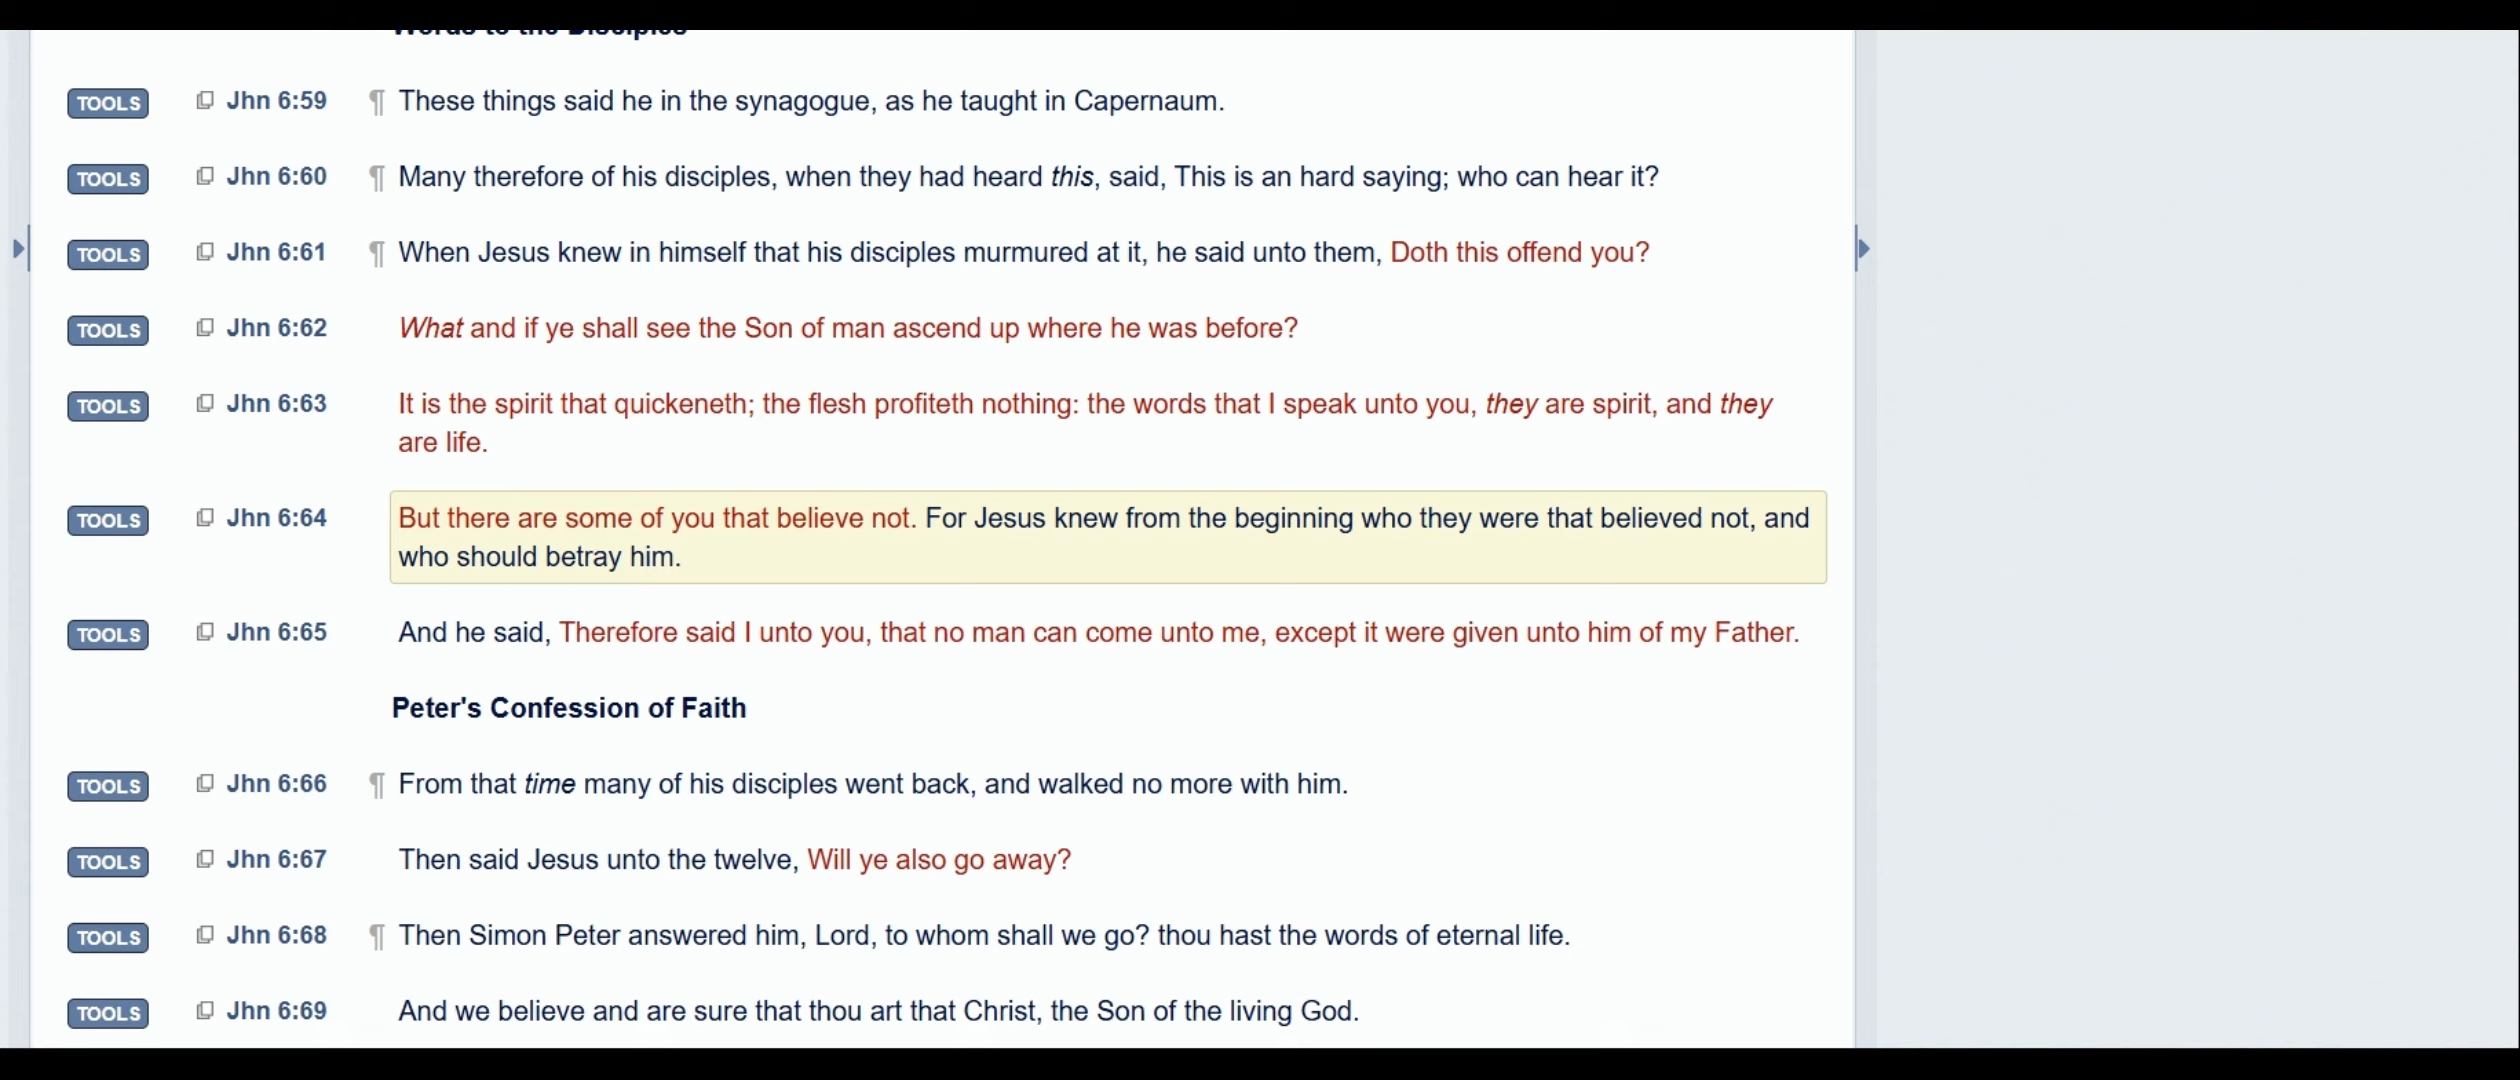 Words to the Disciples
TOOLS Jhn 6:59 ¶ These things said he in the synagogue, as he taught in Capernaum.
TOOLS Jhn 6:60 ¶ Many therefore of his disciples, when they had heard this, said, This is an hard saying; who can hear it?
TOOLS Jhn 6:61 ¶ When Jesus knew in himself that his disciples murmured at it, he said unto them, Doth this offend you?
TOOLS Jhn 6:62 What and if ye shall see the Son of man ascend up where he was before?
TOOLS Jhn 6:63 It is the spirit that quickeneth; the flesh profiteth nothing: the words that I speak unto you, they are spirit, and they
are life.
TOOLS Jhn 6:64 But there are some of you that believe not. For Jesus knew from the beginning who they were that believed not, and
who should betray him.
TOOLS Jhn 6:65 And he said, Therefore said I unto you, that no man can come unto me, except it were given unto him of my Father.
Peter's Confession of Faith
TOOLS Jhn 6:66 ¶ From that time many of his disciples went back, and walked no more with him.
TOOLS Jhn 6:67 Then said Jesus unto the twelve, Will ye also go away?
TOOLS Jhn 6:68 ¶ Then Simon Peter answered him, Lord, to whom shall we go? thou hast the words of eternal life.
TOOLS Jhn 6:69 And we believe and are sure that thou art that Christ, the Son of the living God.